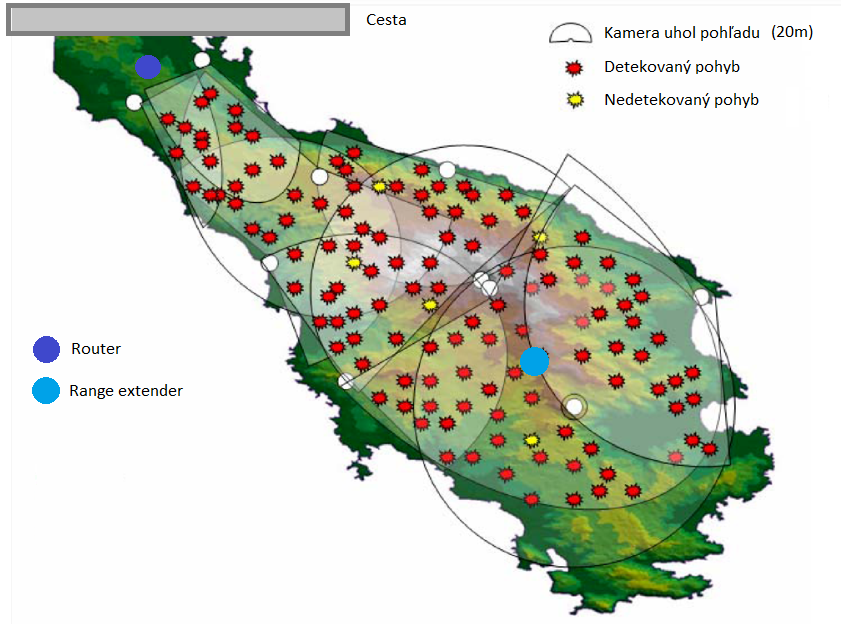 Cesta
Kamera uhol pohľadu (20m)
Detekovaný pohyb
Nedetekovaný pohyb
Router
Range extender